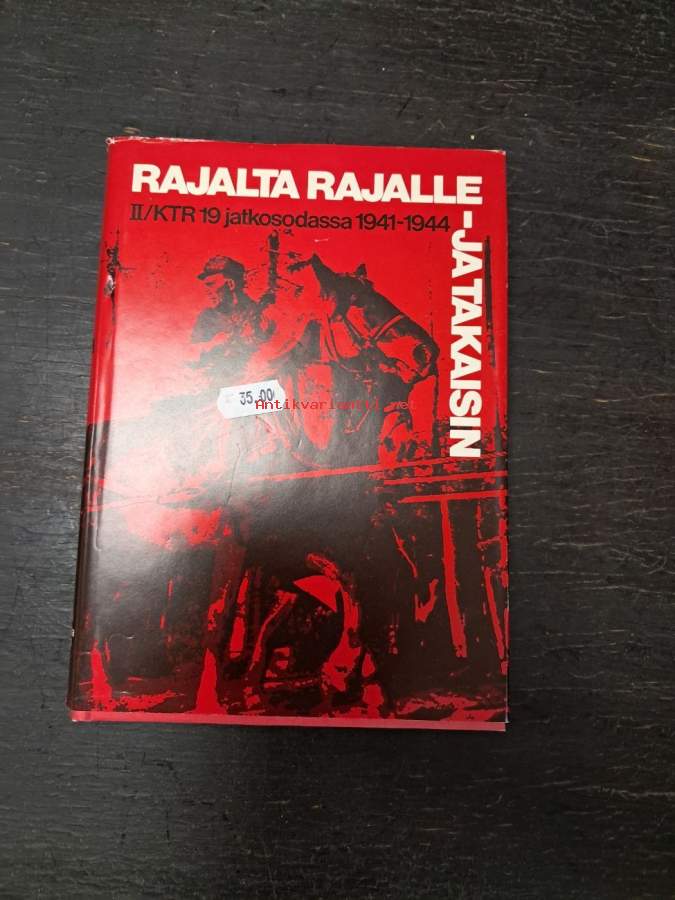 RAJALTA RAJALLE
-JA TAKAISIN
II/KTR 19 jatkosodassa 1941-1944
35.00
Antikvariaatti.net